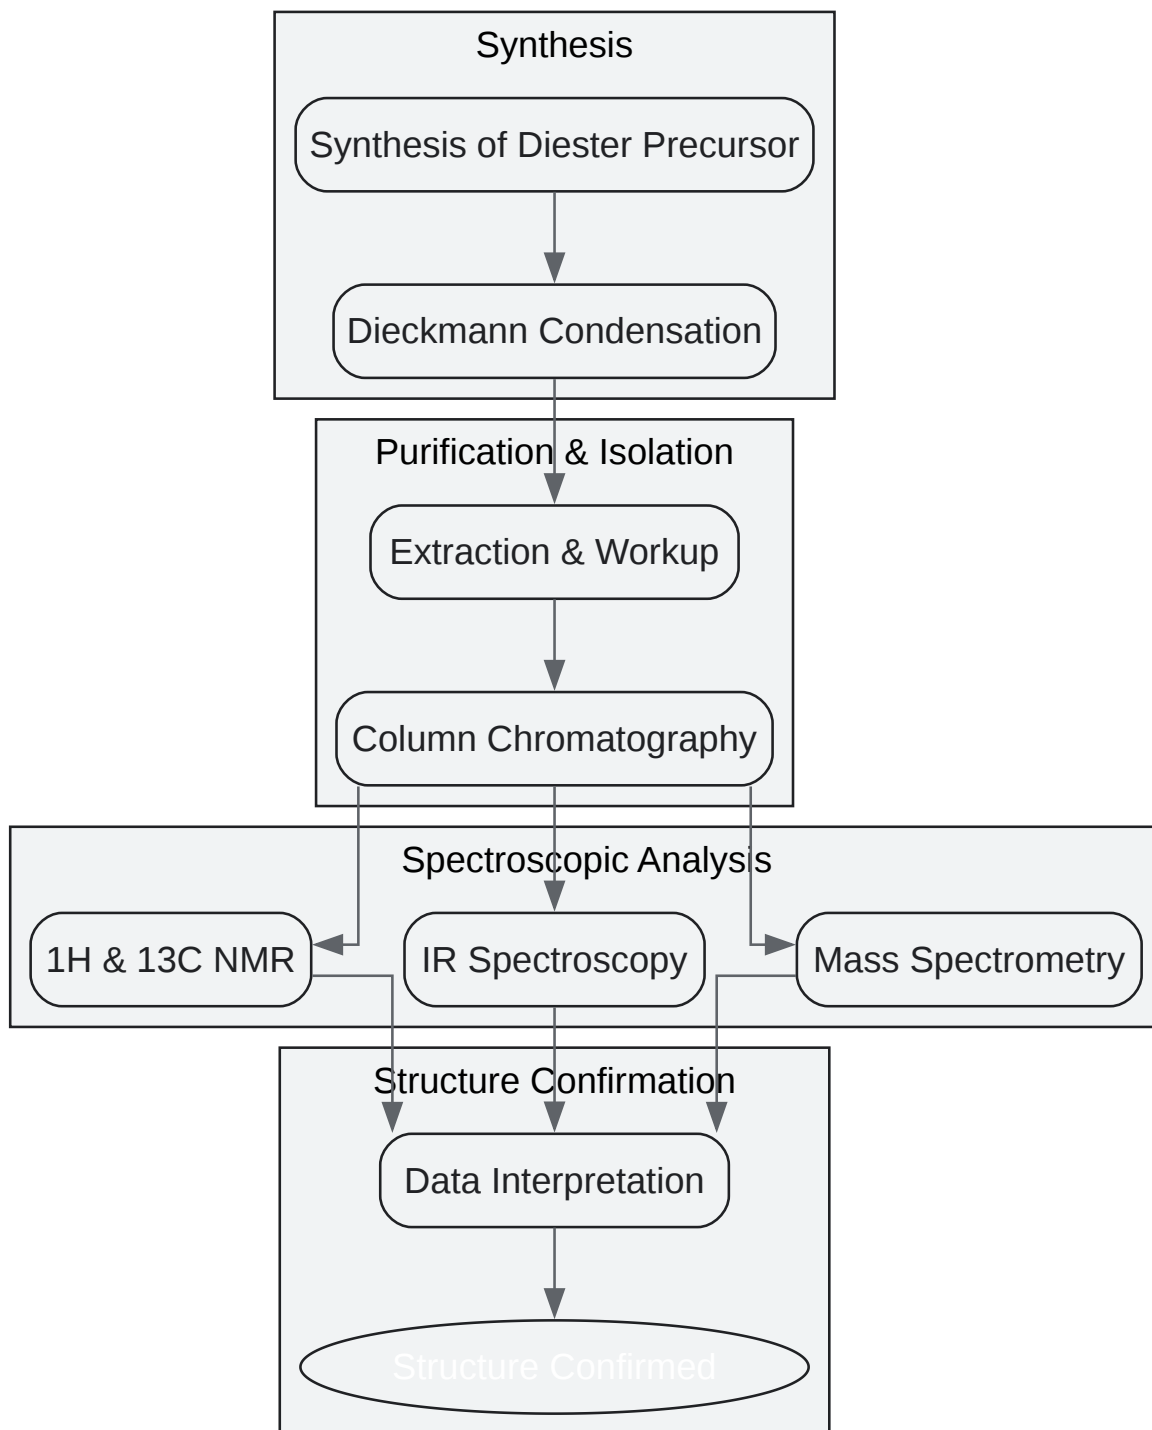 Synthesis
Synthesis of Diester Precursor
Dieckmann Condensation
Purification & Isolation
Extraction & Workup
Column Chromatography
Spectroscopic Analysis
1H & 13C NMR
IR Spectroscopy
Mass Spectrometry
Structure Confirmation
Data Interpretation
Structure Confirmed